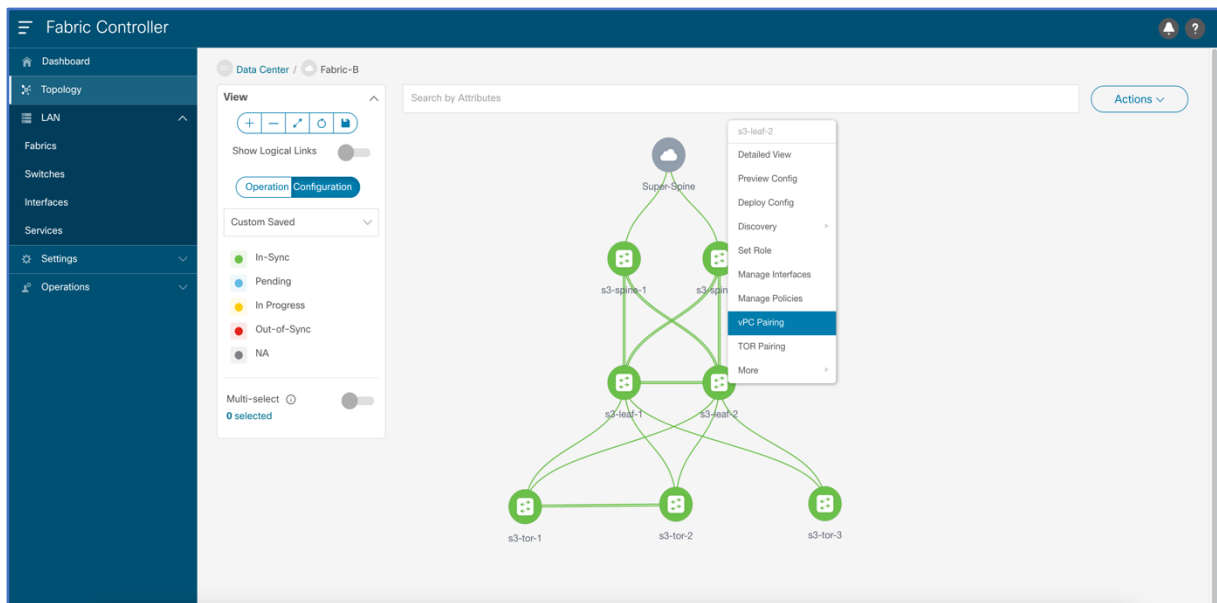 Fabric Controller
Dashboard
Topology
LAN
Fabrics
Switches
Interfaces
Services
Settings
Operations
Data Center / Fabric-B
View
Show Logical Links
Operation Configuration
Custom Saved
In-Sync
Pending
In Progress
Out-of-Sync
NA
Multi-select
0 selected
Search by Attributes
Actions
Super-Spine
s3-spine-1
s3-spin
s3-leaf-1
s3-leaf-2
s3-tor-1
s3-tor-2
s3-tor-3
s3-leaf-2
Detailed View
Preview Config
Deploy Config
Discovery
Set Role
Manage Interfaces
Manage Policies
vPC Pairing
TOR Pairing
More